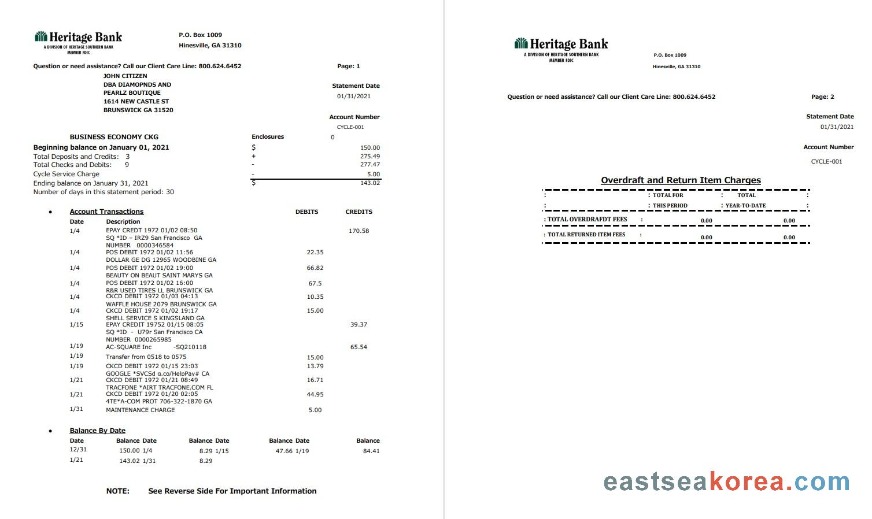 Heritage Bank
A DIVISION OF HERITAGE SOUTHERN BANK
MEMBER FDIC
P.O. Box 1009
Hinesville, GA 31310
Question or need assistance? Call our Client Care Line: 800.624.6452
Page: 1
JOHN CITIZEN
DBA DIAMOPNDS AND
PEARLZ BOUTIQUE
1614 NEW CASTLE ST
BRUNSWICK GA 31520
Statement Date
01/31/2021
Account Number
CYCLE-001
BUSINESS ECONOMY CKG Enclosures 0
Beginning balance on January 01, 2021 $ 150.00
Total Deposits and Credits: 3 + 275.49
Total Checks and Debits: 9 - 277.47
Cycle Service Charge - 5.00
Ending balance on January 31, 2021 $ 143.02
Number of days in this statement period: 30
• Account Transactions DEBITS CREDITS
Date Description
1/4 EPAY CREDT 1972 01/02 08:50 170.58
SQ *ID - IRZ9 San Francisco GA
NUMBER 0000346584
1/4 POS DEBIT 1972 01/02 11:56 22.35
DOLLAR GE DG 12965 WOODBINE GA
1/4 POS DEBIT 1972 01/02 19:00 66.82
BEAUTY ON BEAUT SAINT MARYS GA
1/4 POS DEBIT 1972 01/02 16:00 67.5
R&R USED TIRES LL BRUNSWICK GA
1/4 CKCD DEBIT 1972 01/03 04:13 10.35
WAFFLE HOUSE 2079 BRUNSWICK GA
1/4 CKCD DEBIT 1972 01/02 19:17 15.00
SHELL SERVICE S KINGSLAND GA
1/15 EPAY CREDIT 19752 01/15 08:05 39.37
SQ *ID - U79r San Francisco CA
NUMBER 0000265985
1/19 AC-SQUARE Inc -SQ210118 65.54
1/19 Transfer from 0518 to 0575 15.00
1/19 CKCD DEBIT 1972 01/15 23:03 13.79
GOOGLE *SVCSd g.co/HeloPay# CA
1/21 CKCD DEBIT 1972 01/21 08:49 16.71
TRACFONE *AIRT TRACFONE,COM FL
1/21 CKCD DEBIT 1972 01/20 02:05 44.95
4TE*A-COM PROT 706-322-1870 GA
1/31 MAINTENANCE CHARGE 5.00
• Balance By Date
Date Balance Date Balance Date Balance Date Balance
12/31 150.00 1/4 8.29 1/15 47.66 1/19 84.41
1/21 143.02 1/31 8.29
NOTE: See Reverse Side For Important Information
Heritage Bank
A DIVISION OF HERITAGE SOUTHERN BANK
MEMBER FDIC
P.O. Box 1009
Hinesville, GA 31310
Question or need assistance? Call our Client Care Line: 800.624.6452
Page: 2
Statement Date
01/31/2021
Account Number
CYCLE-001
Overdraft and Return Item Charges
: : TOTAL FOR : TOTAL :
: : THIS PERIOD : YEAR-TO-DATE :
: TOTAL OVERDRAFDT FEES : 0.00 0.00
: TOTAL RETURNED ITEM FEES : 0.00 0.00
eastseakorea.com